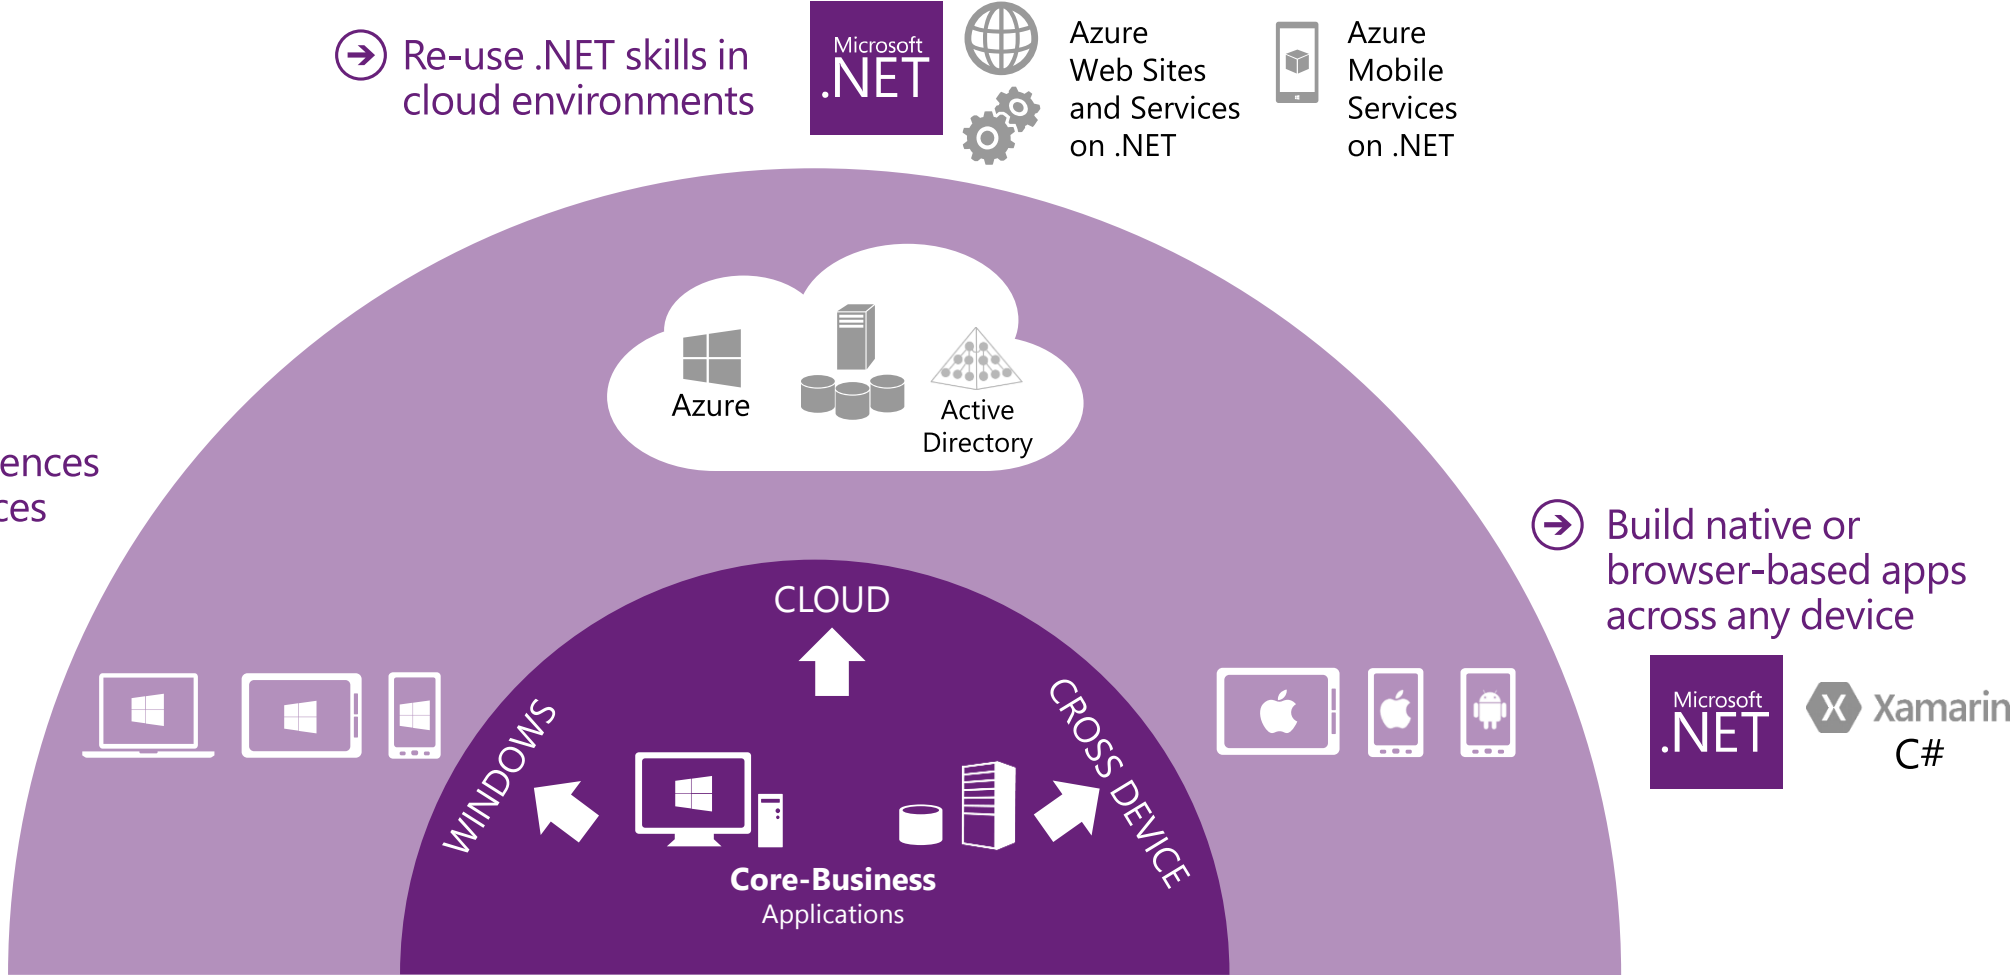 Re-use .NET skills in
cloud environments
Microsoft
.NET
Azure
Web Sites
and Services
on .NET
Azure
Mobile
Services
on .NET
Azure
Active
Directory
ences
ces
CLOUD
WINDOWS
CROSS DEVICE
Core-Business
Applications
Build native or
browser-based apps
across any device
Microsoft
.NET
Xamarin
C#